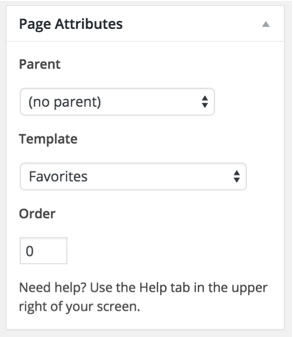 Page Attributes
Parent
(no parent)
Template
Favorites
Order
0
Need help? Use the Help tab in the upper
right of your screen.